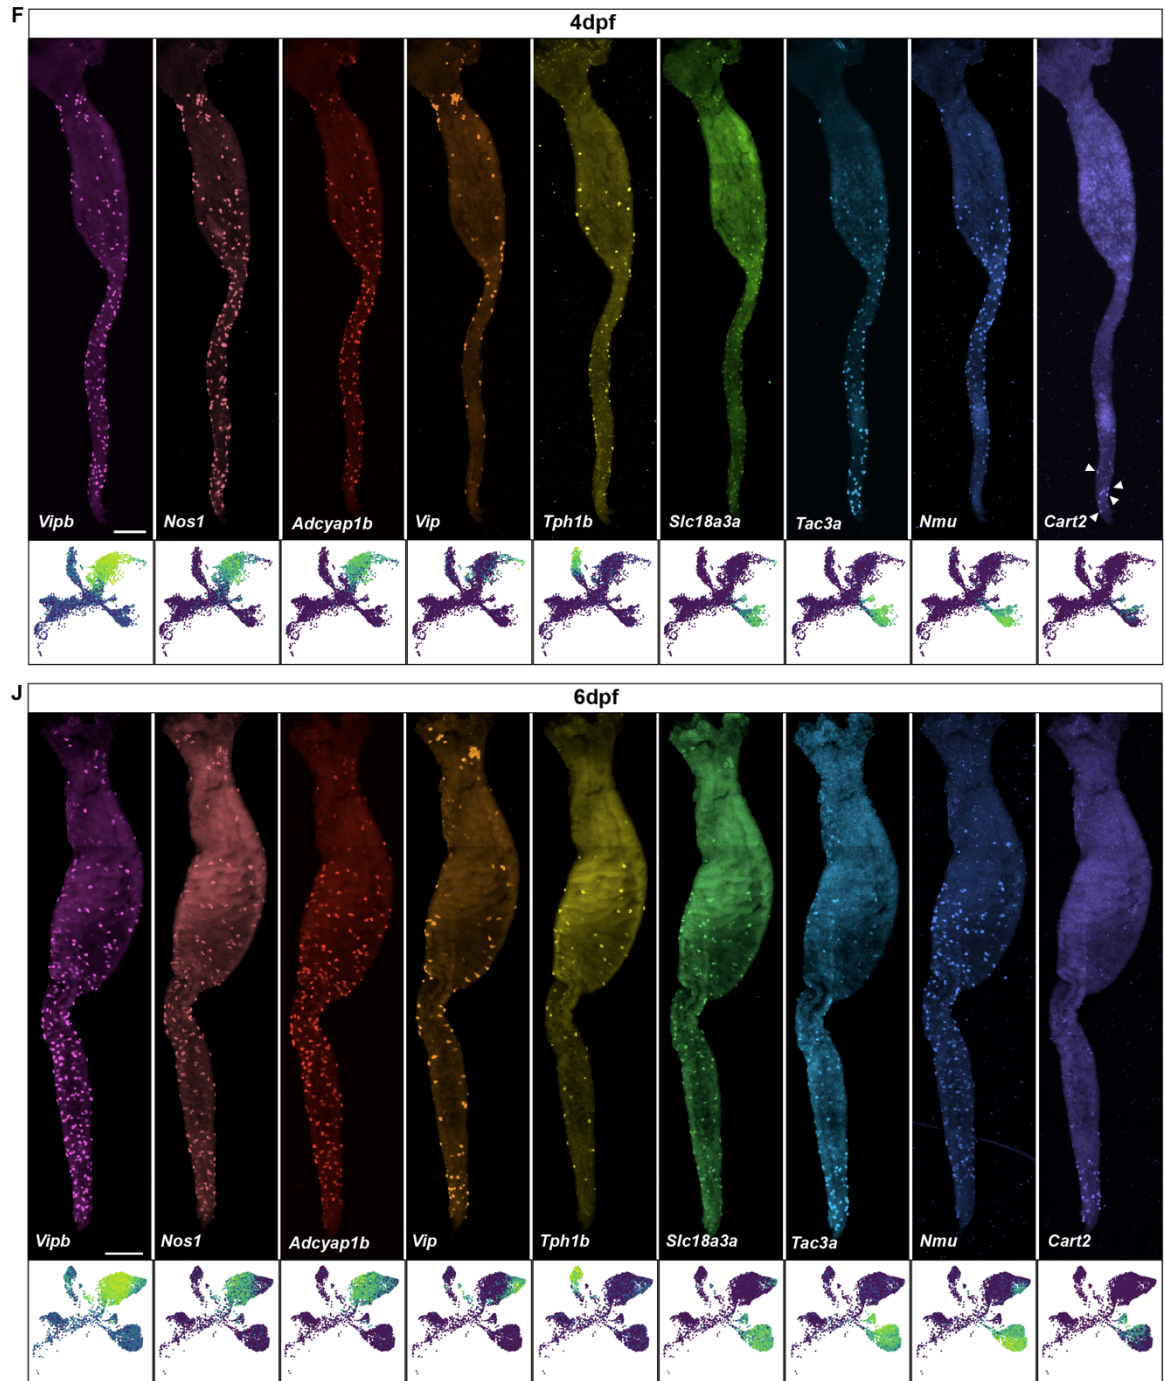 F
4dpf
Vipb Nos1 Adcyap1b Vip Tph1b Slc18a3a Tac3a Nmu Cart2
J
6dpf
Vipb Nos1 Adcyap1b Vip Tph1b Slc18a3a Tac3a Nmu Cart2